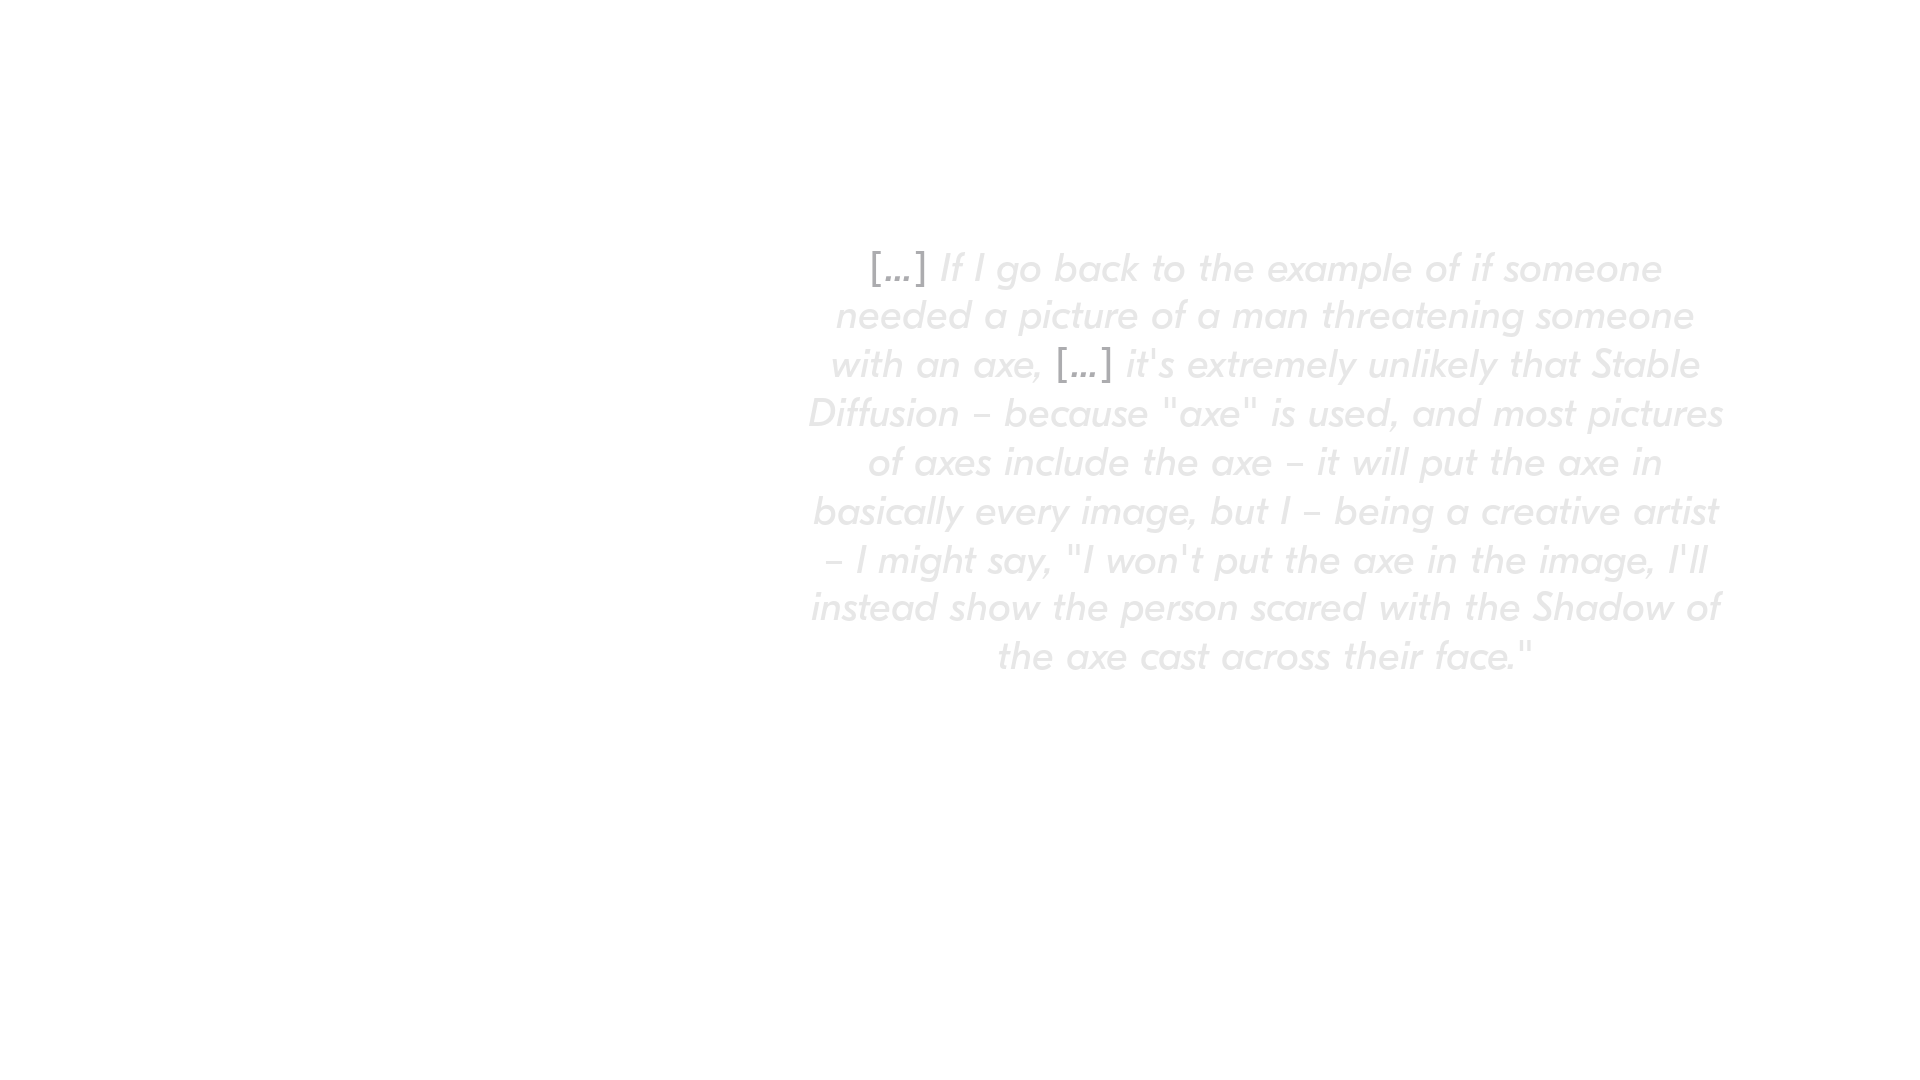 [...] If I go back to the example of if someone
needed a picture of a man threatening someone
with an axe, [...] it's extremely unlikely that Stable
Diffusion – because "axe" is used, and most pictures
of axes include the axe – it will put the axe in
basically every image, but I – being a creative artist
– I might say, "I won't put the axe in the image, I'll
instead show the person scared with the Shadow of
the axe cast across their face."